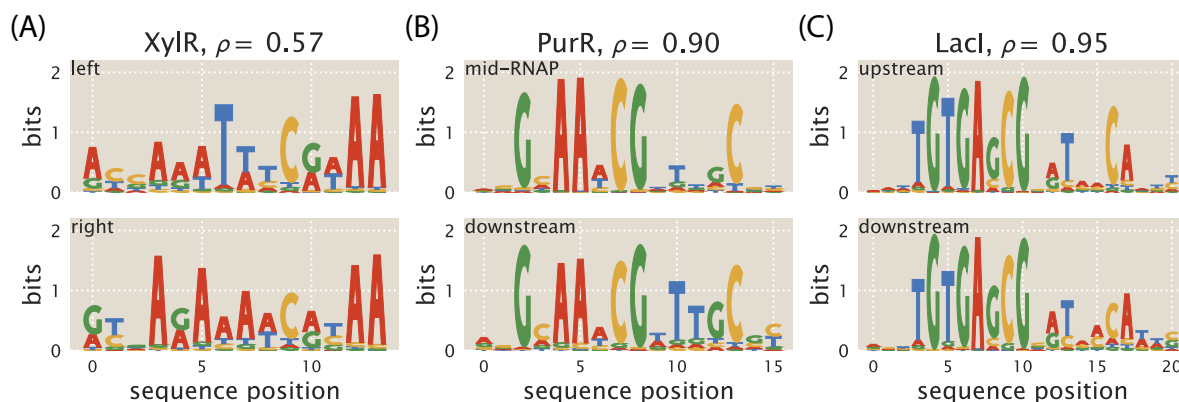 (A)
XylR, ρ = 0.57
left
bits
2
1
0
right
bits
2
1
0
0
5
10
sequence position
(B)
PurR, ρ = 0.90
mid-RNAP
bits
2
1
0
downstream
bits
2
1
0
0
5
10
15
sequence position
(C)
LacI, ρ = 0.95
upstream
bits
2
1
0
downstream
bits
2
1
0
0
5
10
15
20
sequence position